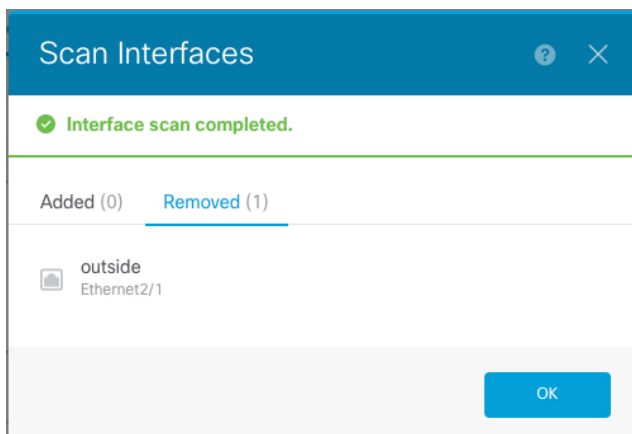 Scan Interfaces
Interface scan completed.
Added (0) Removed (1)
outside
Ethernet2/1
OK